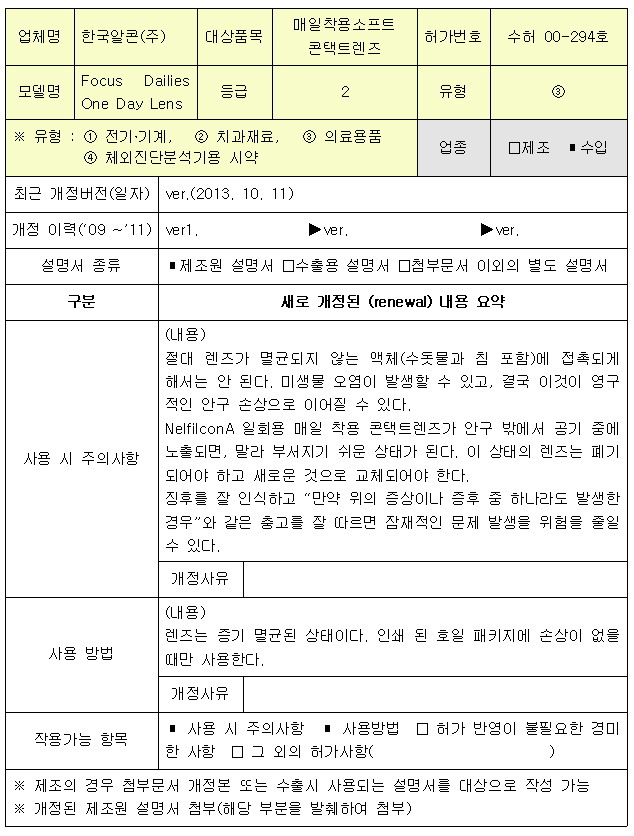 업체명 한국알콘(주) 대상품목 매일착용소프트 콘택트렌즈 허가번호 수허 00-294호
모델명 Focus Dailies One Day Lens 등급 2 유형 ③
※ 유형 : ① 전기·기계, ② 치과재료, ③ 의료용품
④ 체외진단분석기용 시약
업종 □제조 ▪수입
최근 개정버전(일자) ver.(2013. 10. 11)
개정 이력('09 ~'11) ver1. ▶ver. ▶ver.
설명서 종류 ▪제조원 설명서 □수출용 설명서 □첨부문서 이외의 별도 설명서
구분 새로 개정된 (renewal) 내용 요약
사용 시 주의사항
(내용)
절대 렌즈가 멸균되지 않는 액체(수돗물과 침 포함)에 접촉되게
해서는 안 된다. 미생물 오염이 발생할 수 있고, 결국 이것이 영구
적인 안구 손상으로 이어질 수 있다.
NelfilconA 일회용 매일 착용 콘택트렌즈가 안구 밖에서 공기 중에
노출되면, 말라 부서지기 쉬운 상태가 된다. 이 상태의 렌즈는 폐기
되어야 하고 새로운 것으로 교체되어야 한다.
징후를 잘 인식하고 “만약 위의 증상이나 증후 중 하나라도 발생한
경우”와 같은 충고를 잘 따르면 잠재적인 문제 발생을 위험을 줄일
수 있다.
개정사유
사용 방법
(내용)
렌즈는 증기 멸균된 상태이다. 인쇄 된 호일 패키지에 손상이 없을
때만 사용한다.
개정사유
작용가능 항목
▪ 사용 시 주의사항 ▪ 사용방법 □ 허가 반영이 불필요한 경미
한 사항 □ 그 외의 허가사항( )
※ 제조의 경우 첨부문서 개정본 또는 수출시 사용되는 설명서를 대상으로 작성 가능
※ 개정된 제조원 설명서 첨부(해당 부분을 발췌하여 첨부)